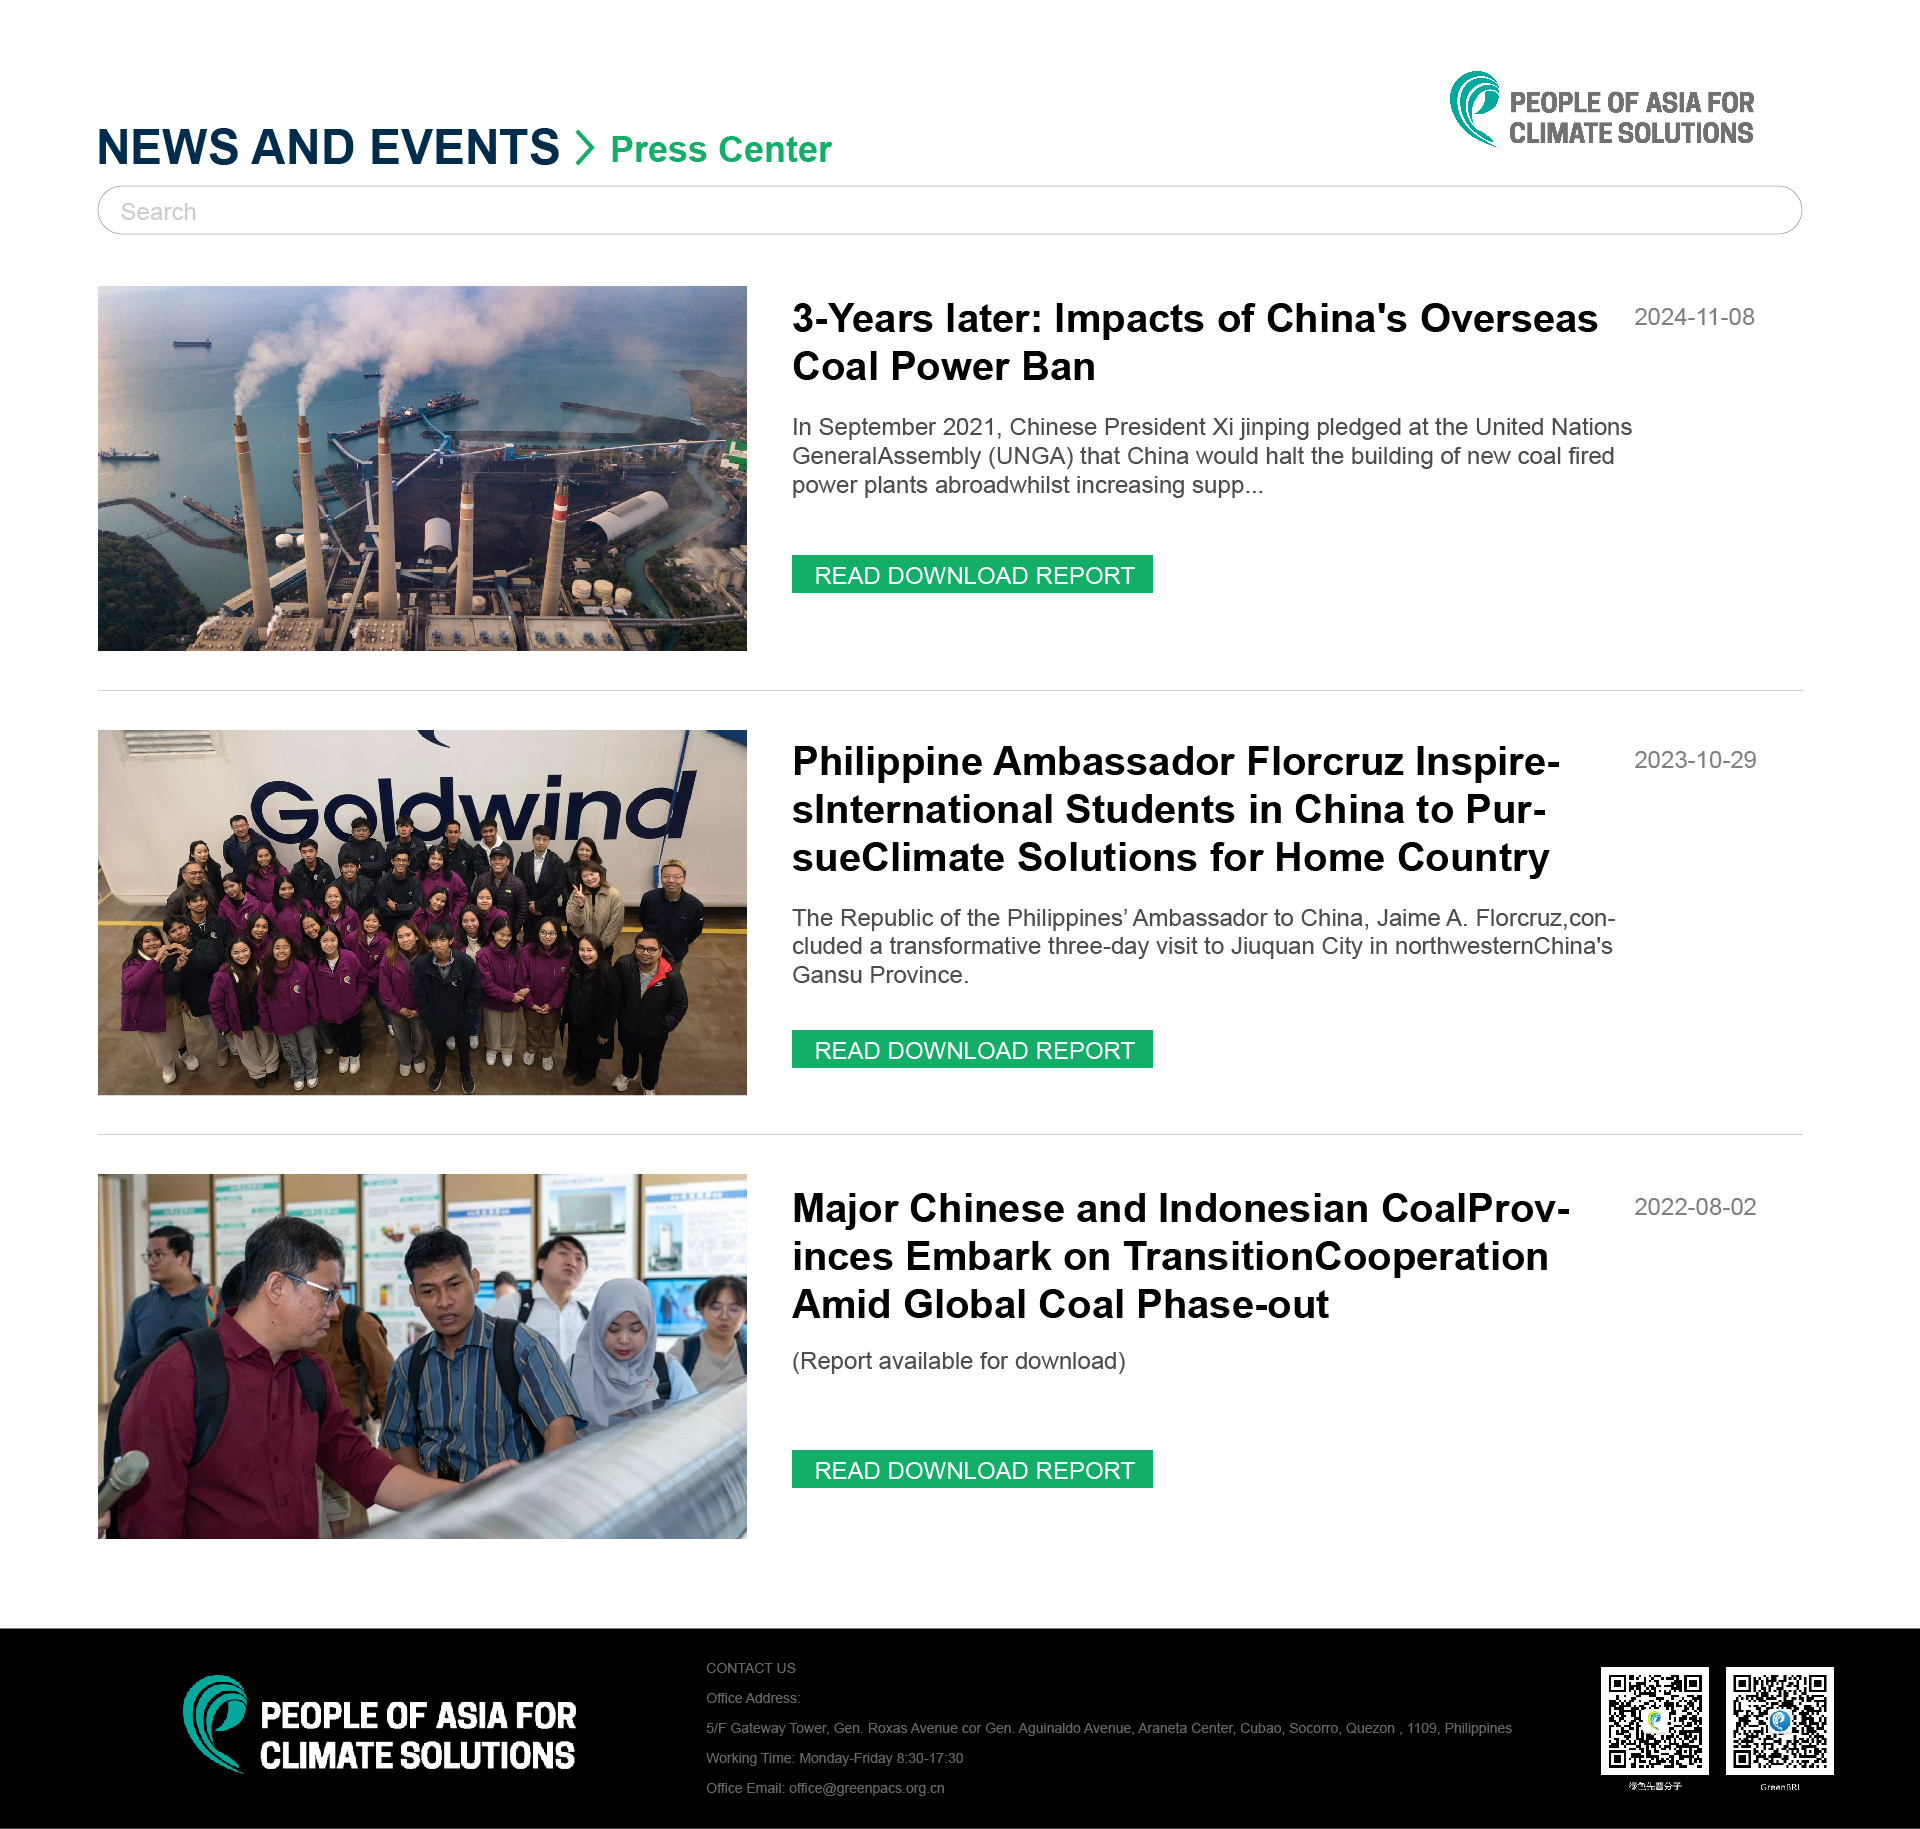 PEOPLE OF ASIA FOR
CLIMATE SOLUTIONS
NEWS AND EVENTS > Press Center
Search
3-Years later: Impacts of China's Overseas
Coal Power Ban
2024-11-08
In September 2021, Chinese President Xi jinping pledged at the United Nations
GeneralAssembly (UNGA) that China would halt the building of new coal fired
power plants abroadwhilst increasing supp...
READ DOWNLOAD REPORT
Goldwind
Philippine Ambassador Florcruz Inspire-
sInternational Students in China to Pur-
sueClimate Solutions for Home Country
2023-10-29
The Republic of the Philippines’ Ambassador to China, Jaime A. Florcruz,con-
cluded a transformative three-day visit to Jiuquan City in northwesternChina's
Gansu Province.
READ DOWNLOAD REPORT
Major Chinese and Indonesian CoalProv-
inces Embark on TransitionCooperation
Amid Global Coal Phase-out
2022-08-02
(Report available for download)
READ DOWNLOAD REPORT
PEOPLE OF ASIA FOR
CLIMATE SOLUTIONS
CONTACT US
Office Address:
5/F Gateway Tower, Gen. Roxas Avenue cor Gen. Aguinaldo Avenue, Araneta Center, Cubao, Socorro, Quezon , 1109, Philippines
Working Time: Monday-Friday 8:30-17:30
Office Email: office@greenpacs.org.cn
GreenBRI